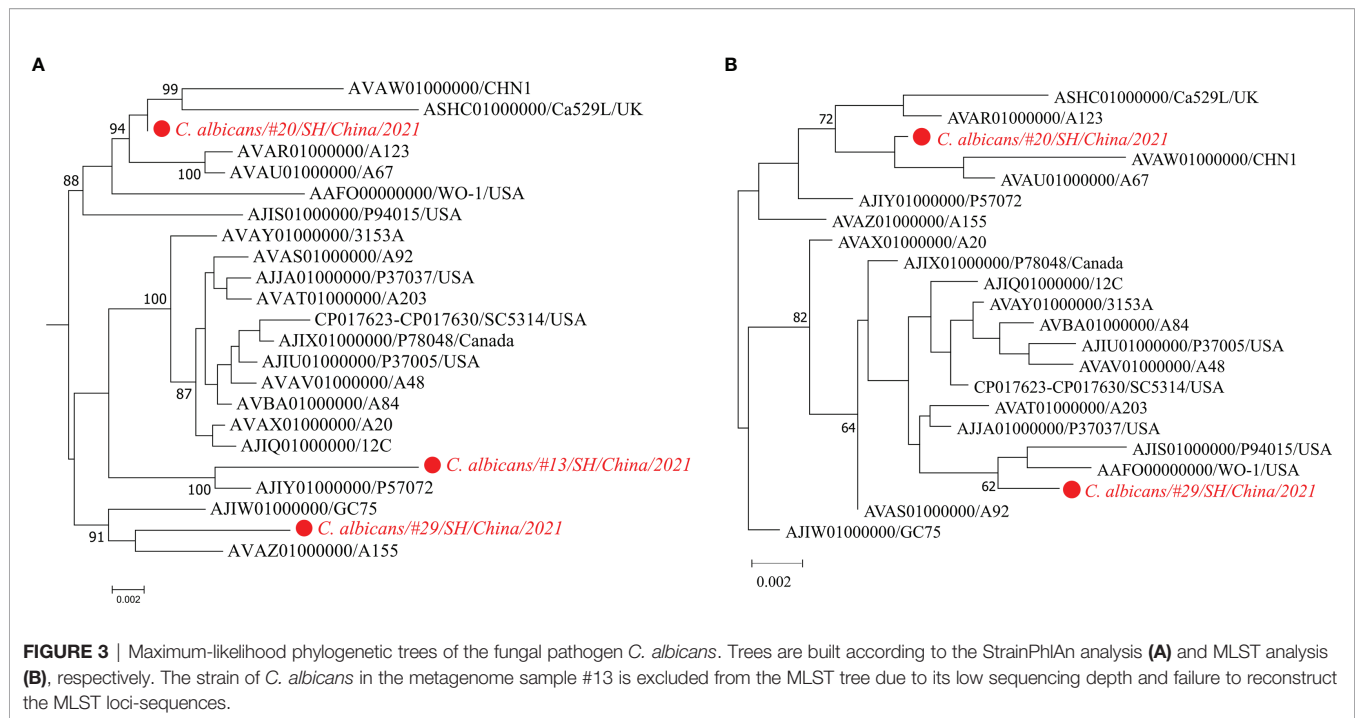 A
99
AVAW01000000/CHN1
ASHC01000000/Ca529L/UK
C. albicans/#20/SH/China/2021
94
AVAR01000000/A123
100
AVAU01000000/A67
88
AAFO00000000/WO-1/USA
AJIS01000000/P94015/USA
AVAY01000000/3153A
AVAS01000000/A92
AJJA01000000/P37037/USA
100
AVAT01000000/A203
CP017623-CP017630/SC5314/USA
AJIX01000000/P78048/Canada
AJIU01000000/P37005/USA
AVAV01000000/A48
87
AVBA01000000/A84
AVAX01000000/A20
AJIQ01000000/12C
C. albicans/#13/SH/China/2021
100
AJIY01000000/P57072
AJIW01000000/GC75
91
C. albicans/#29/SH/China/2021
AVAZ01000000/A155
0.002
B
ASHC01000000/Ca529L/UK
72
AVAR01000000/A123
C. albicans/#20/SH/China/2021
AVAW01000000/CHN1
AVAU01000000/A67
AJIY01000000/P57072
AVAZ01000000/A155
AVAX01000000/A20
AJIX01000000/P78048/Canada
AJIQ01000000/12C
AVAY01000000/3153A
82
AVBA01000000/A84
AJIU01000000/P37005/USA
AVAV01000000/A48
CP017623-CP017630/SC5314/USA
AVAT01000000/A203
64
AJJA01000000/P37037/USA
AJIS01000000/P94015/USA
AAFO00000000/WO-1/USA
62
C. albicans/#29/SH/China/2021
AVAS01000000/A92
AJIW01000000/GC75
0.002
FIGURE 3 | Maximum-likelihood phylogenetic trees of the fungal pathogen C. albicans. Trees are built according to the StrainPhlAn analysis (A) and MLST analysis
(B), respectively. The strain of C. albicans in the metagenome sample #13 is excluded from the MLST tree due to its low sequencing depth and failure to reconstruct
the MLST loci-sequences.